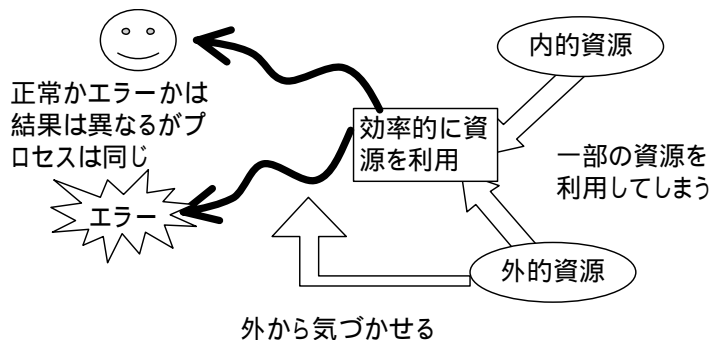 内的資源
正常かエラーかは
結果は異なるがプ
ロセスは同じ
効率的に資
源を利用
一部の資源を
利用してしまう
エラー
外的資源
外から気づかせる